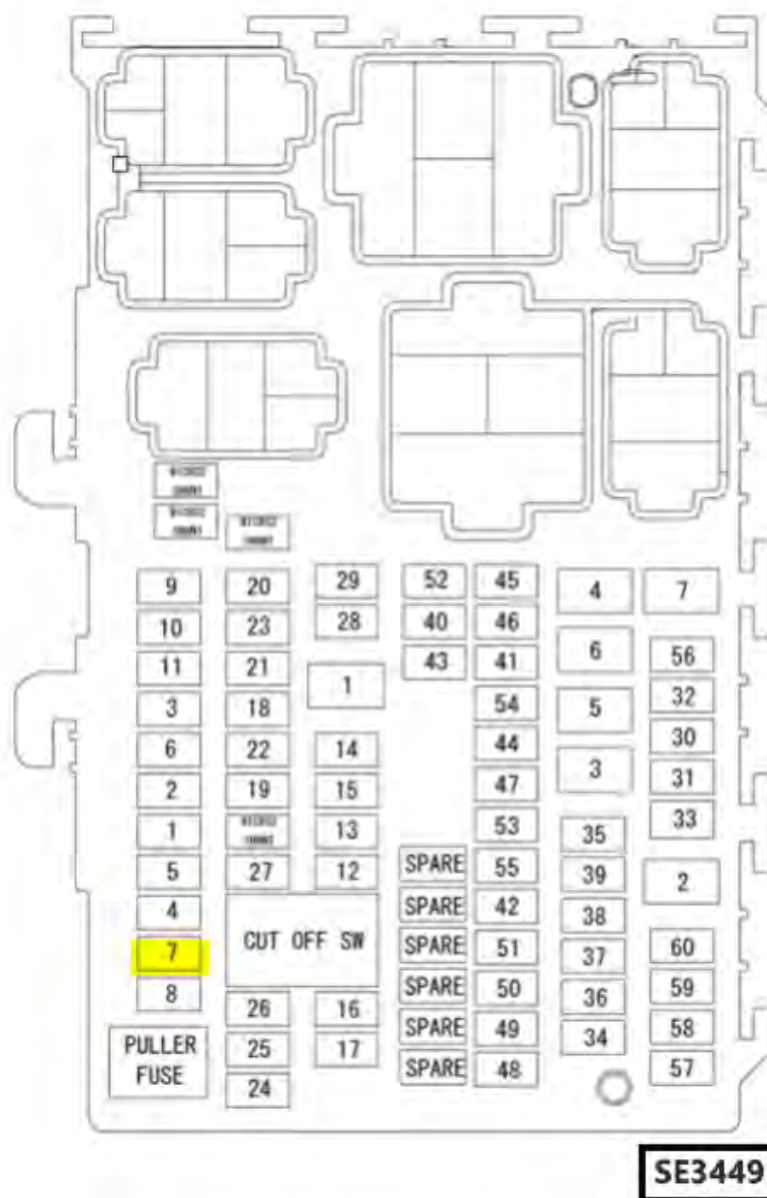 9 20 29 52 45 4 7
10 23 28 40 46
11 21 43 41 6 56
3 18 1 54 5 32
6 22 14 44 30
2 19 15 47 3 31
1 13 53 35 33
5 27 12 SPARE 55 39 2
4 CUT OFF SW SPARE 42 38
7 SPARE 51 37 60
8 26 16 SPARE 50 36 59
PULLER 25 17 SPARE 49 34 58
FUSE 24 SPARE 48 57
SE3449